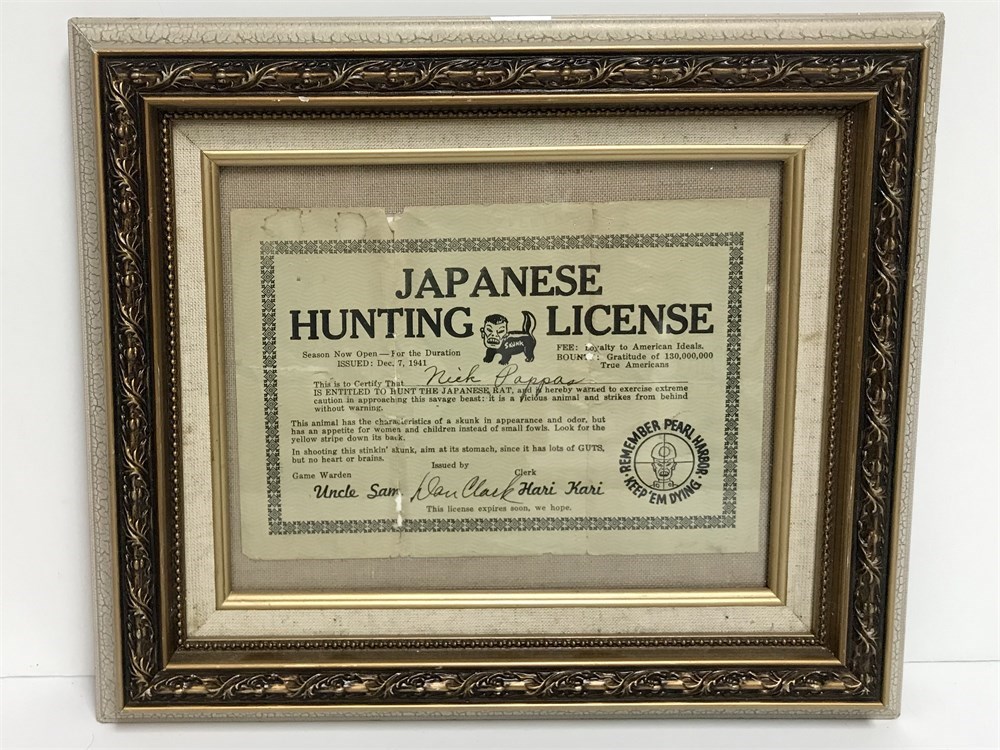 JAPANESE
HUNTING LICENSE
SKUNK
Season Now Open — For the Duration
ISSUED: Dec. 7, 1941
FEE: Loyalty to American Ideals.
BOUNTY: Gratitude of 130,000,000
True Americans
This is to Certify That Nick Pappas
IS ENTITLED TO HUNT THE JAPANESE RAT, and is hereby warned to exercise extreme
caution in approaching this savage beast: it is a vicious animal and strikes from behind
without warning.
This animal has the characteristics of a skunk in appearance and odor, but
has an appetite for women and children instead of small fowls. Look for the
yellow stripe down its back.
In shooting this stinkin' skunk, aim at its stomach, since it has lots of GUTS,
but no heart or brains.
Game Warden Issued by Clerk
Uncle Sam Don Clark Hari Kari
This license expires soon, we hope.
REMEMBER PEARL HARBOR
KEEP 'EM DYING